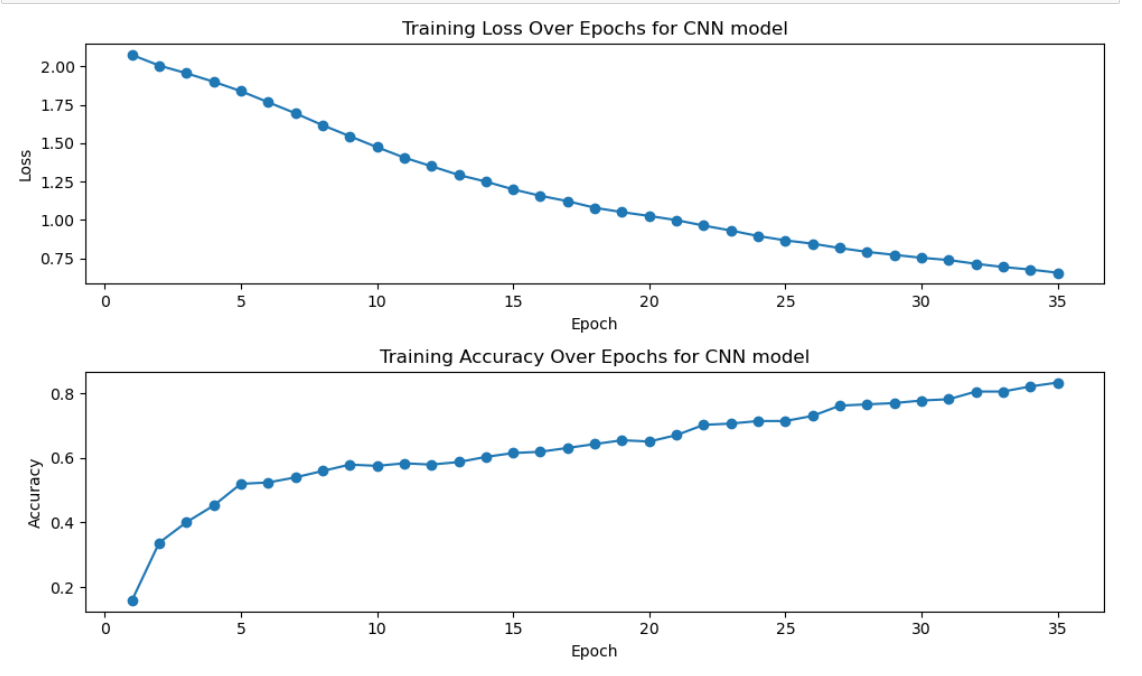 Training Loss Over Epochs for CNN model
2.00
1.75
1.50
1.25
1.00
0.75
Loss
0 5 10 15 20 25 30 35
Epoch
Training Accuracy Over Epochs for CNN model
0.8
0.6
0.4
0.2
Accuracy
0 5 10 15 20 25 30 35
Epoch